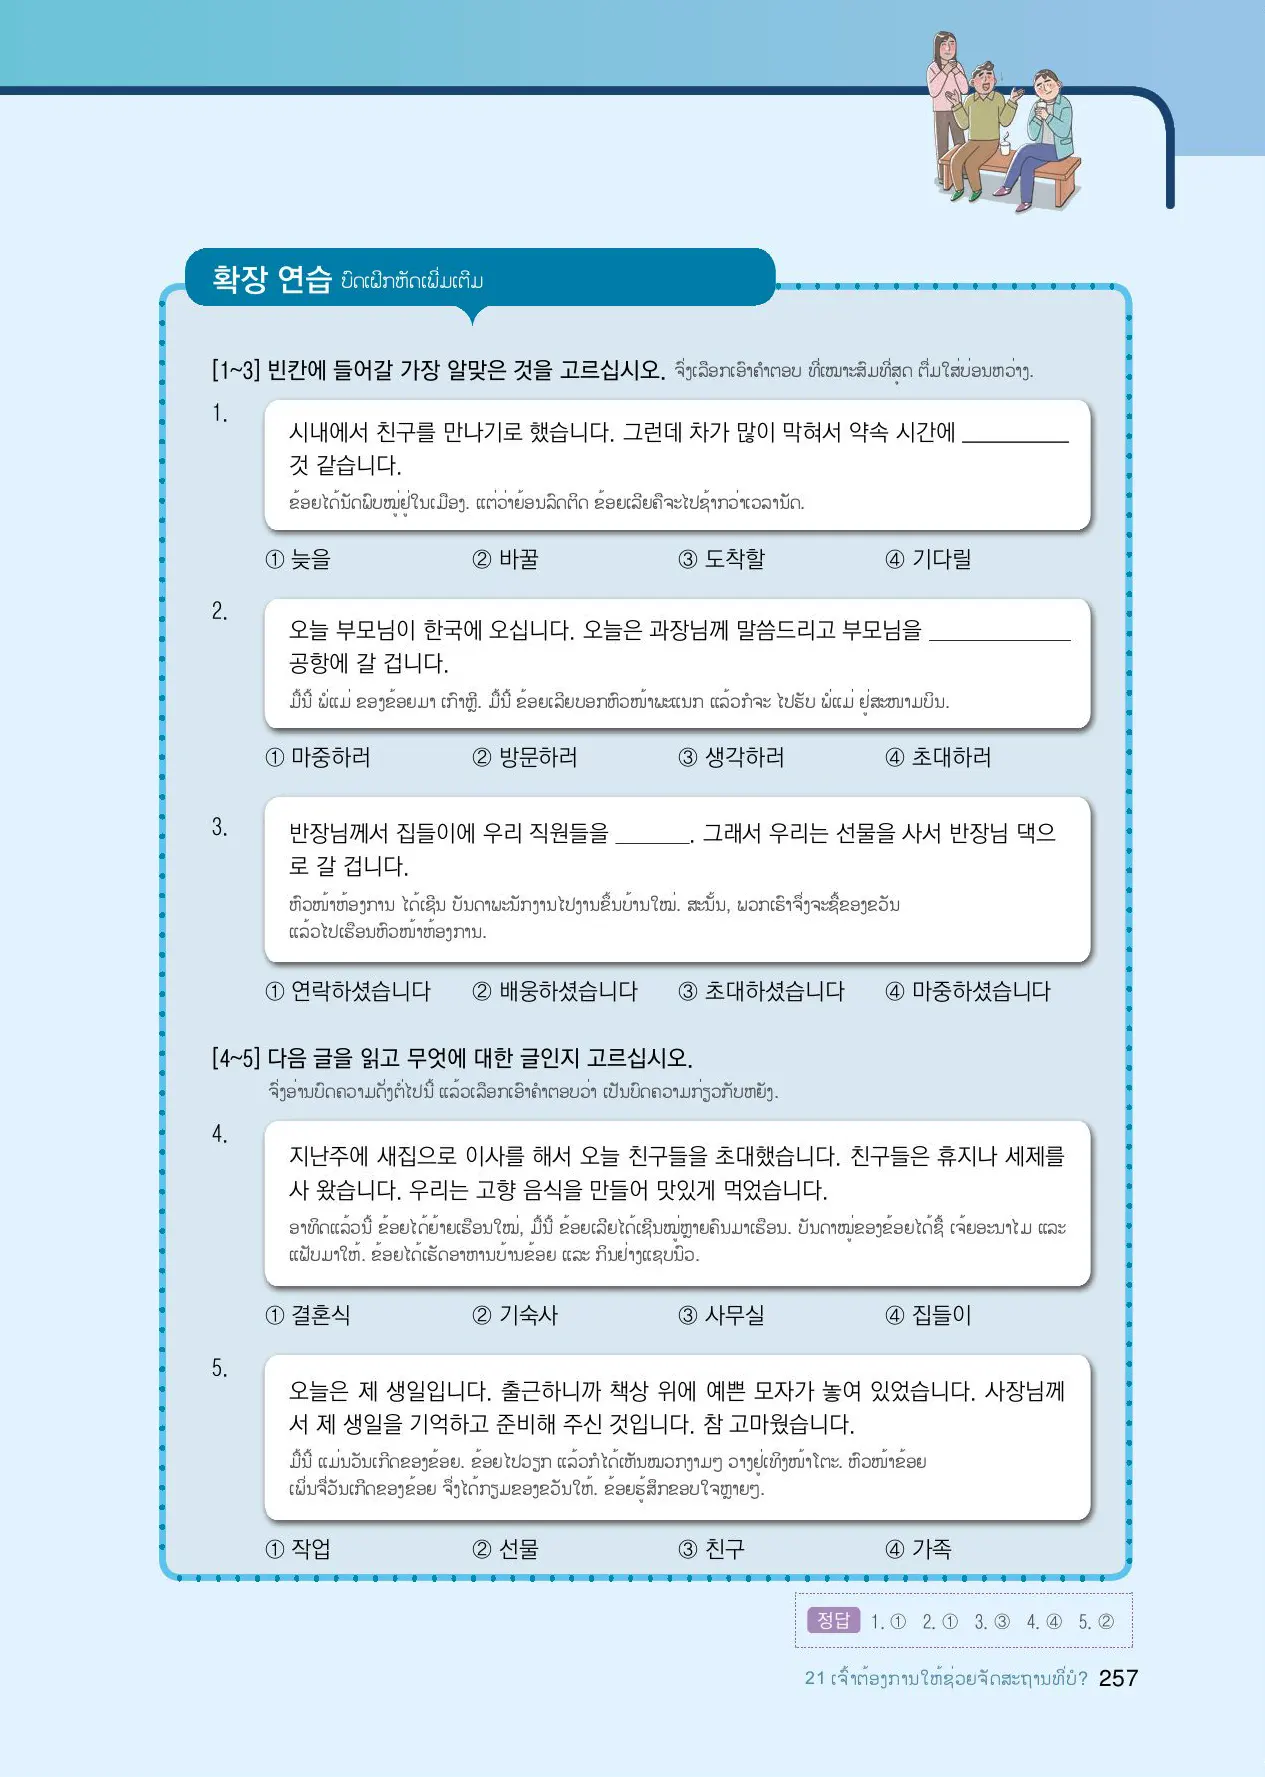 확장 연습 ບົດເຝິກຫັດເພີ່ມເຕີມ
[1~3] 빈칸에 들어갈 가장 알맞은 것을 고르십시오. ຈົ່ງເລືອກເອົາຄຳຕອບ ທີ່ເໝາະສົມທີ່ສຸດ ຕື່ມໃສ່ບ່ອນຫວ່າງ.
1.
시내에서 친구를 만나기로 했습니다. 그런데 차가 많이 막혀서 약속 시간에 __________
것 같습니다.
ຂ້ອຍໄດ້ນັດພົບໝູ່ຢູ່ໃນເມືອງ. ແຕ່ວ່າຍ້ອນລົດຕິດ ຂ້ອຍເລີຍຄືຈະໄປຊ້າກວ່າເວລານັດ.
① 늦을 ② 바꿀 ③ 도착할 ④ 기다릴
2.
오늘 부모님이 한국에 오십니다. 오늘은 과장님께 말씀드리고 부모님을 _____________
공항에 갈 겁니다.
ມື້ນີ້ ພໍ່ແມ່ ຂອງຂ້ອຍມາ ເກົາຫຼີ. ມື້ນີ້ ຂ້ອຍເລີຍບອກຫົວໜ້າພະແນກ ແລ້ວກໍຈະ ໄປຮັບ ພໍ່ແມ່ ຢູ່ສະໜາມບິນ.
① 마중하러 ② 방문하러 ③ 생각하러 ④ 초대하러
3.
반장님께서 집들이에 우리 직원들을 _______. 그래서 우리는 선물을 사서 반장님 댁으
로 갈 겁니다.
ຫົວໜ້າຫ້ອງການ ໄດ້ເຊີນ ບັນດາພະນັກງານໄປງານຂຶ້ນບ້ານໃໝ່. ສະນັ້ນ, ພວກເຮົາຈຶ່ງຈະຊື້ຂອງຂວັນ
ແລ້ວໄປເຮືອນຫົວໜ້າຫ້ອງການ.
① 연락하셨습니다 ② 배웅하셨습니다 ③ 초대하셨습니다 ④ 마중하셨습니다
[4~5] 다음 글을 읽고 무엇에 대한 글인지 고르십시오.
ຈົ່ງອ່ານບົດຄວາມດັ່ງຕໍ່ໄປນີ້ ແລ້ວເລືອກເອົາຄຳຕອບວ່າ ເປັນບົດຄວາມກ່ຽວກັບຫຍັງ.
4.
지난주에 새집으로 이사를 해서 오늘 친구들을 초대했습니다. 친구들은 휴지나 세제를
사 왔습니다. 우리는 고향 음식을 만들어 맛있게 먹었습니다.
ອາທິດແລ້ວນີ້ ຂ້ອຍໄດ້ຍ້າຍເຮືອນໃໝ່, ມື້ນີ້ ຂ້ອຍເລີຍໄດ້ເຊີນໝູ່ຫຼາຍຄົນມາເຮືອນ. ບັນດາໝູ່ຂອງຂ້ອຍໄດ້ຊື້ ເຈ້ຍອະນາໄມ ແລະ
ແຟັບມາໃຫ້. ຂ້ອຍໄດ້ເຮັດອາຫານບ້ານຂ້ອຍ ແລະ ກິນຢ່າງແຊບນົວ.
① 결혼식 ② 기숙사 ③ 사무실 ④ 집들이
5.
오늘은 제 생일입니다. 출근하니까 책상 위에 예쁜 모자가 놓여 있었습니다. 사장님께
서 제 생일을 기억하고 준비해 주신 것입니다. 참 고마웠습니다.
ມື້ນີ້ ແມ່ນວັນເກີດຂອງຂ້ອຍ. ຂ້ອຍໄປວຽກ ແລ້ວກໍໄດ້ເຫັນໝວກງາມໆ ວາງຢູ່ເທິງໜ້າໂຕະ. ຫົວໜ້າຂ້ອຍ
ເພິ່ນຈື່ວັນເກີດຂອງຂ້ອຍ ຈຶ່ງໄດ້ກຽມຂອງຂວັນໃຫ້. ຂ້ອຍຮູ້ສຶກຂອບໃຈຫຼາຍໆ.
① 작업 ② 선물 ③ 친구 ④ 가족
정답 1. ① 2. ① 3. ③ 4. ④ 5. ②
21 ເຈົ້າຕ້ອງການໃຫ້ຊ່ວຍຈັດສະຖານທີ່ບໍ? 257